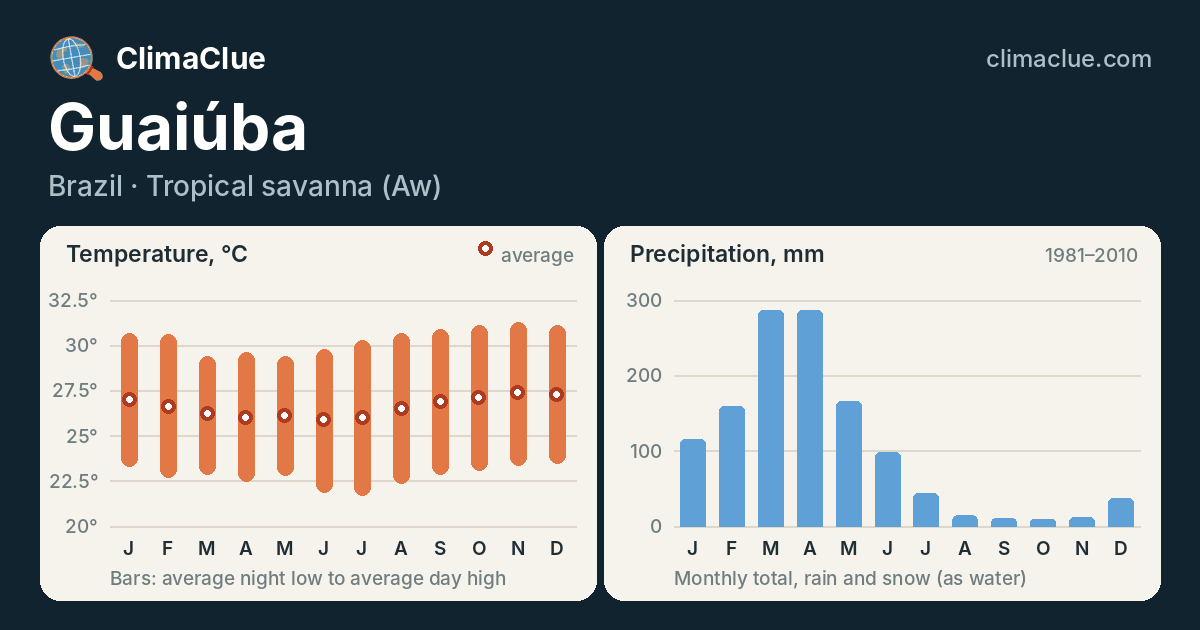 ClimaClue
climaclue.com
Guaiúba
Brazil · Tropical savanna (Aw)
Temperature, °C
average
32.5°
30°
27.5°
25°
22.5°
20°
J F M A M J J A S O N D
Bars: average night low to average day high
Precipitation, mm
1981–2010
300
200
100
0
J F M A M J J A S O N D
Monthly total, rain and snow (as water)